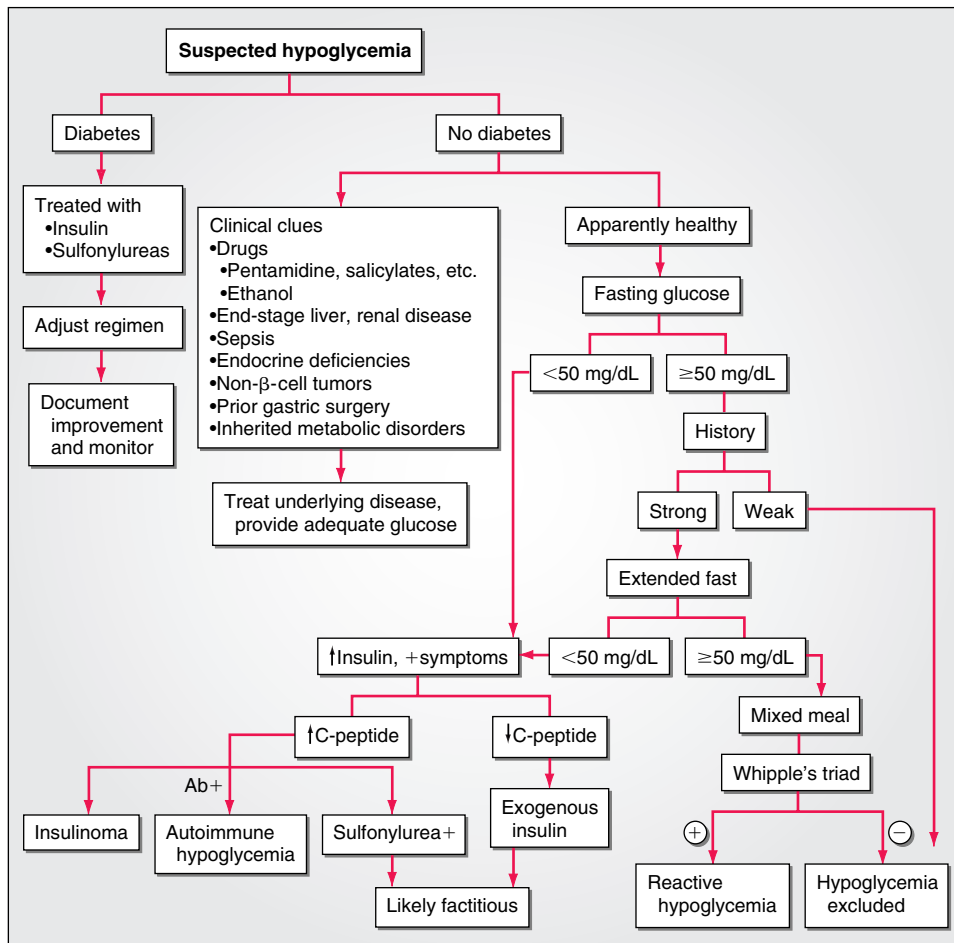 Suspected hypoglycemia
Diabetes
No diabetes
Treated with
•Insulin
•Sulfonylureas
Adjust regimen
Document
improvement
and monitor
Clinical clues
•Drugs
•Pentamidine, salicylates, etc.
•Ethanol
•End-stage liver, renal disease
•Sepsis
•Endocrine deficiencies
•Non-β-cell tumors
•Prior gastric surgery
•Inherited metabolic disorders
Treat underlying disease,
provide adequate glucose
Apparently healthy
Fasting glucose
<50 mg/dL
≥50 mg/dL
History
Strong
Weak
Extended fast
<50 mg/dL
≥50 mg/dL
↑Insulin, +symptoms
↑C-peptide
↓C-peptide
Ab+
Insulinoma
Autoimmune
hypoglycemia
Sulfonylurea+
Exogenous
insulin
Likely factitious
Mixed meal
Whipple's triad
+
−
Reactive
hypoglycemia
Hypoglycemia
excluded